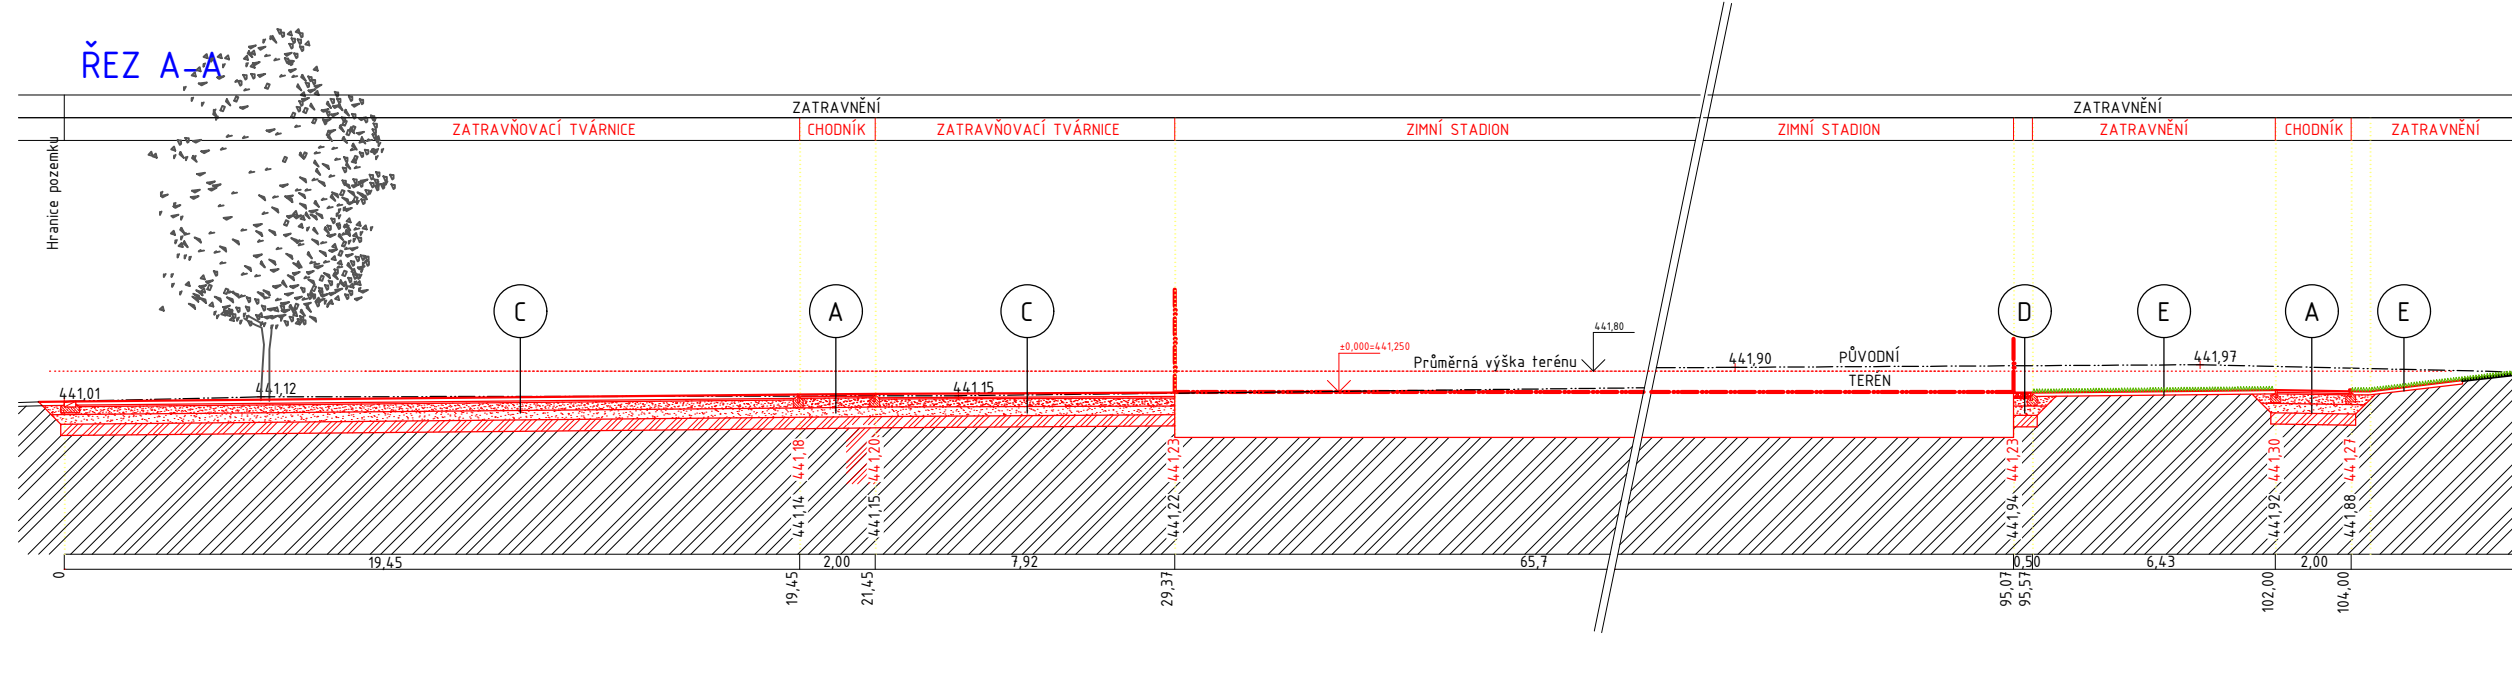 ŘEZ A-A
ZATRAVNĚNÍ ZATRAVNĚNÍ
ZATRAVŇOVACÍ TVÁRNICE CHODNÍK ZATRAVŇOVACÍ TVÁRNICE ZIMNÍ STADION ZIMNÍ STADION ZATRAVNĚNÍ CHODNÍK ZATRAVNĚNÍ
Hranice pozemku
C A C D E A E
441,80
±0,000=441,250
Průměrná výška terénu
441,90 PŮVODNÍ 441,97
TERÉN
441,01 441,12 441,15
441,18 441,20 441,23 441,23 441,30 441,27
441,14 441,15 441,22 441,94 441,92 441,88
19,45 2,00 7,92 65,7 0,50 6,43 2,00
0 19,45 21,45 29,37 95,07 95,57 102,00 104,00